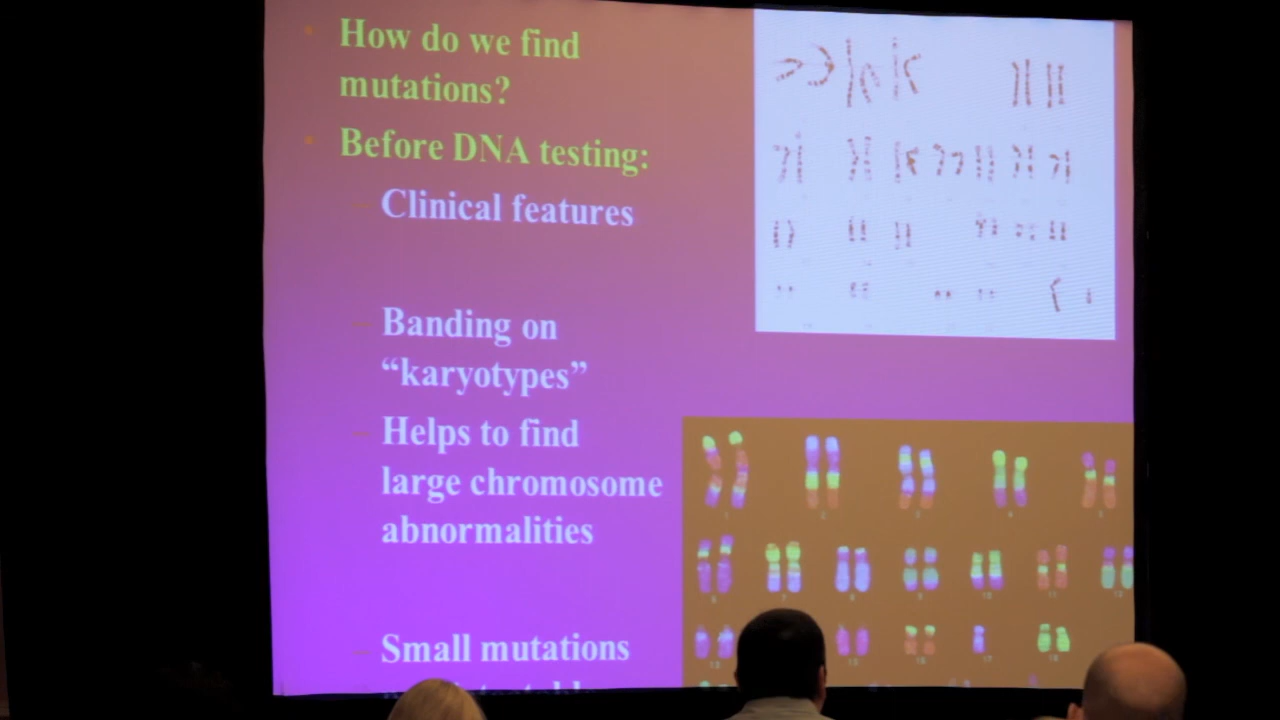 How do we find
mutations?
Before DNA testing:
Clinical features
Banding on
“karyotypes”
Helps to find
large chromosome
abnormalities
Small mutations